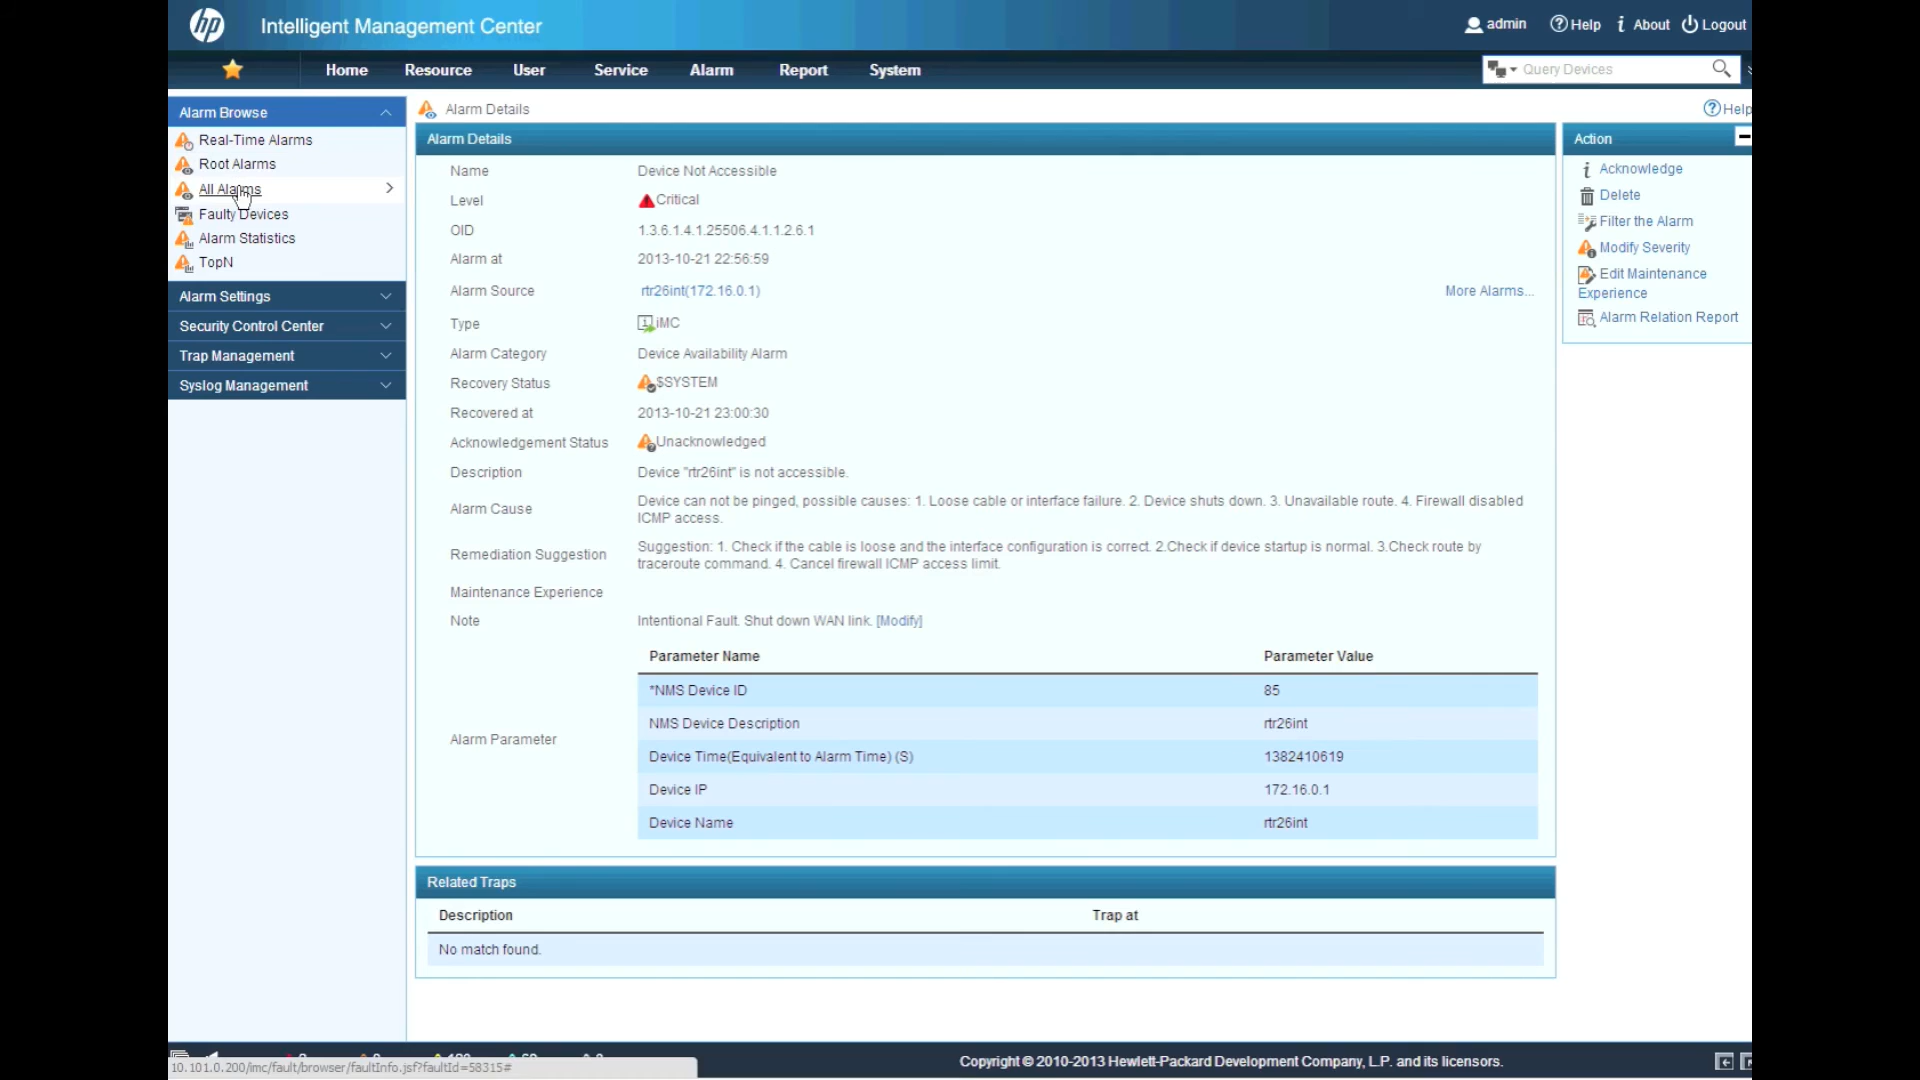 hp
Intelligent Management Center
admin
Help
i About
Logout
Home
Resource
User
Service
Alarm
Report
System
Query Devices
Alarm Browse
Real-Time Alarms
Root Alarms
All Alarms
Faulty Devices
Alarm Statistics
TopN
Alarm Settings
Security Control Center
Trap Management
Syslog Management
Alarm Details
Help
Alarm Details
Name Device Not Accessible
Level Critical
OID 1.3.6.1.4.1.25506.4.1.1.2.6.1
Alarm at 2013-10-21 22:56:59
Alarm Source rtr26int(172.16.0.1) More Alarms...
Type iMC
Alarm Category Device Availability Alarm
Recovery Status $SYSTEM
Recovered at 2013-10-21 23:00:30
Acknowledgement Status Unacknowledged
Description Device "rtr26int" is not accessible.
Alarm Cause Device can not be pinged, possible causes: 1. Loose cable or interface failure. 2. Device shuts down. 3. Unavailable route. 4. Firewall disabled
ICMP access.
Remediation Suggestion Suggestion: 1. Check if the cable is loose and the interface configuration is correct. 2.Check if device startup is normal. 3.Check route by
traceroute command. 4. Cancel firewall ICMP access limit.
Maintenance Experience
Note Intentional Fault. Shut down WAN link. [Modify]
Alarm Parameter
Parameter Name Parameter Value
*NMS Device ID 85
NMS Device Description rtr26int
Device Time(Equivalent to Alarm Time) (S) 1382410619
Device IP 172.16.0.1
Device Name rtr26int
Related Traps
Description Trap at
No match found.
Action
i Acknowledge
Delete
Filter the Alarm
Modify Severity
Edit Maintenance
Experience
Alarm Relation Report
10.101.0.200/imc/fault/browser/faultInfo.jsf?faultId=58315#
Copyright © 2010-2013 Hewlett-Packard Development Company, L.P. and its licensors.